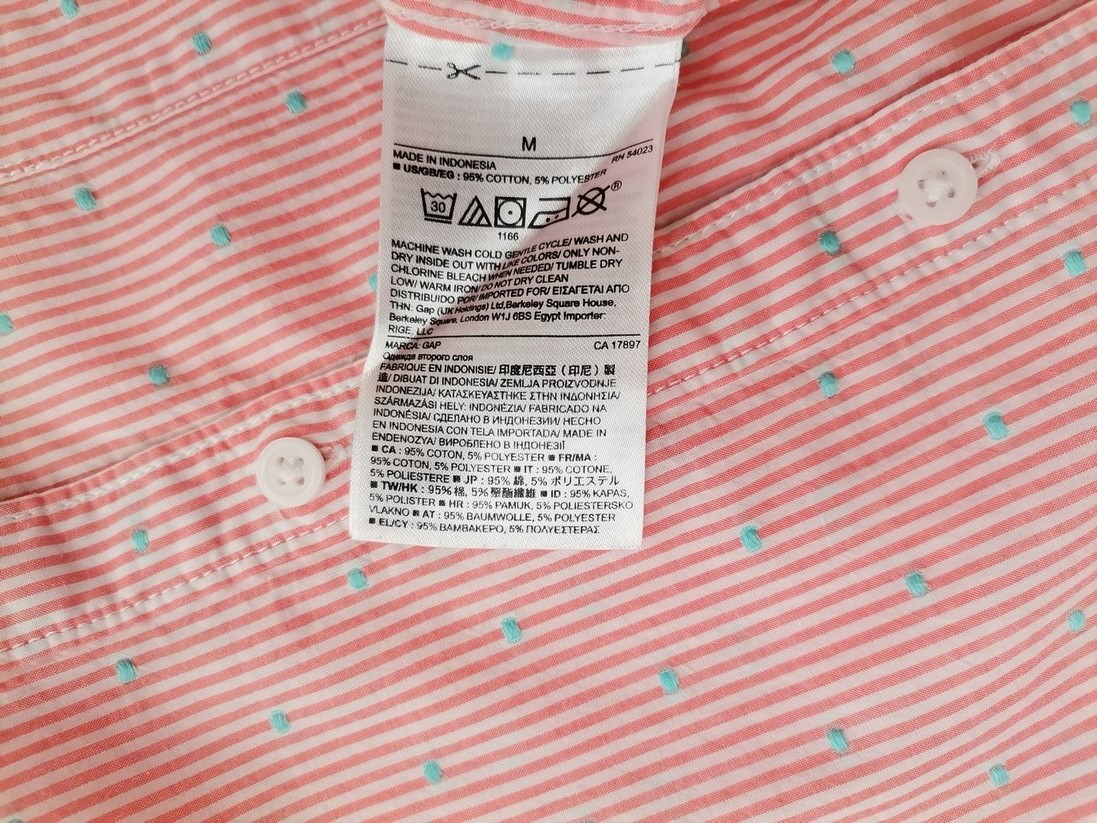 M
MADE IN INDONESIA RN 54023
■ US/GB/EG : 95% COTTON, 5% POLYESTER
30 ®
1166
MACHINE WASH COLD GENTLE CYCLE/ WASH AND
DRY INSIDE OUT WITH LIKE COLORS/ ONLY NON-
CHLORINE BLEACH WHEN NEEDED/ TUMBLE DRY
LOW/ WARM IRON/ DO NOT DRY CLEAN
DISTRIBUIDO POR/ IMPORTED FOR/ ΕΙΣΑΓΕΤΑΙ ΑΠΟ
THN: Gap (UK Holdings) Ltd,Berkeley Square House,
Berkeley Square, London W1J 6BS Egypt Importer:
RIGE, LLC
MARCA: GAP CA 17897
Одежда второго слоя
FABRIQUE EN INDONISIE/ 印度尼西亞（印尼）製
造/ DIBUAT DI INDONESIA/ ZEMLJA PROIZVODNJE
INDONEZIJA/ ΚΑΤΑΣΚΕΥΑΣΤΗΚΕ ΣΤΗΝ ΙΝΔΟΝΗΣΙΑ/
SZÁRMAZÁSI HELY: INDONÉZIA/ FABRICADO NA
INDONÉSIA/ СДЕЛАНО В ИНДОНЕЗИИ/ HECHO
EN INDONESIA CON TELA IMPORTADA/ MADE IN
ENDENOZYA/ ВИРОБЛЕНО В ІНДОНЕЗІЇ
■ CA : 95% COTTON, 5% POLYESTER ■ FR/MA :
95% COTON, 5% POLYESTER ■ IT : 95% COTONE,
5% POLIESTERE ■ JP : 95% 綿, 5% ポリエステル
■ TW/HK : 95% 棉, 5% 聚酯纖維 ■ ID : 95% KAPAS,
5% POLISTER ■ HR : 95% PAMUK, 5% POLIESTERSKO
VLAKNO ■ AT : 95% BAUMWOLLE, 5% POLYESTER
■ EL/CY : 95% ΒΑΜΒΑΚΕΡΟ, 5% ΠΟΛΥΕΣΤΕΡΑΣ